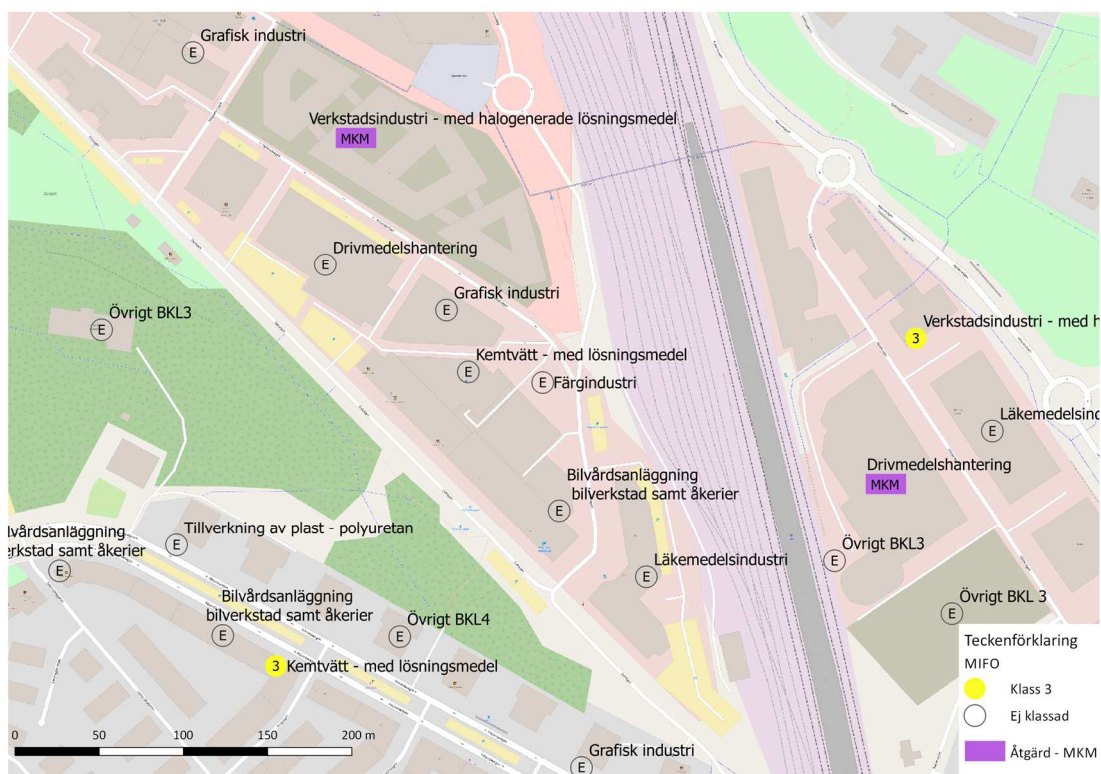 Grafisk industri
E
Verkstadsindustri - med halogenerade lösningsmedel
MKM
Drivmedelshantering
E
Grafisk industri
E
Övrigt BKL3
E
Verkstadsindustri - med h
3
Kemtvätt - med lösningsmedel
E
Färgindustri
E
Läkemedelsind
E
Drivmedelshantering
MKM
Bilvårdsanläggning
bilverkstad samt åkerier
E
Tillverkning av plast - polyuretan
E
lvårdsanläggning
erkstad samt åkerier
E
Läkemedelsindustri
E
Övrigt BKL3
E
Bilvårdsanläggning
bilverkstad samt åkerier
E
Övrigt BKL4
E
Övrigt BKL 3
E
3 Kemtvätt - med lösningsmedel
Grafisk industri
E
0 50 100 150 200 m
Teckenförklaring
MIFO
Klass 3
Ej klassad
Åtgärd - MKM